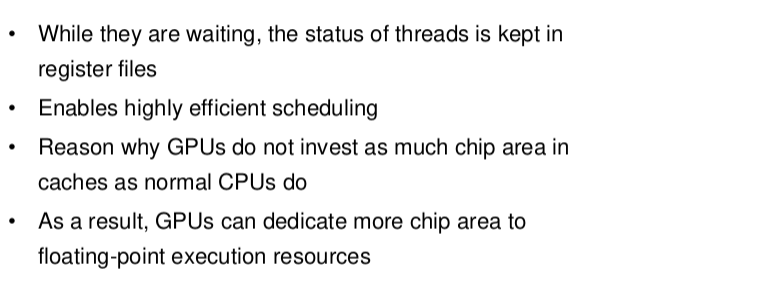 • While they are waiting, the status of threads is kept in
register files
• Enables highly efficient scheduling
• Reason why GPUs do not invest as much chip area in
caches as normal CPUs do
• As a result, GPUs can dedicate more chip area to
floating-point execution resources